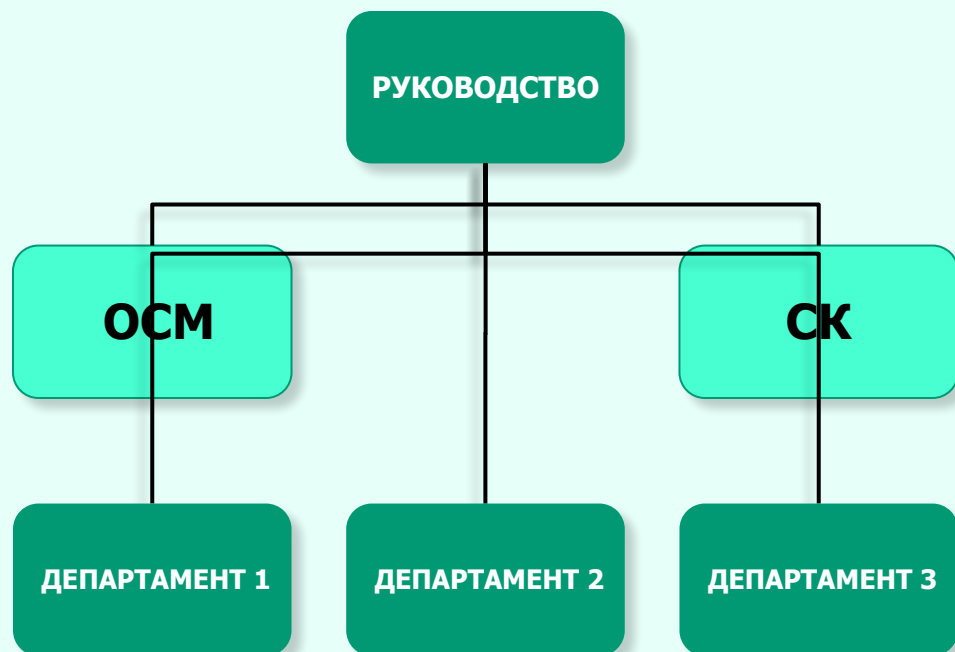 РУКОВОДСТВО
ОСМ
СК
ДЕПАРТАМЕНТ 1
ДЕПАРТАМЕНТ 2
ДЕПАРТАМЕНТ 3